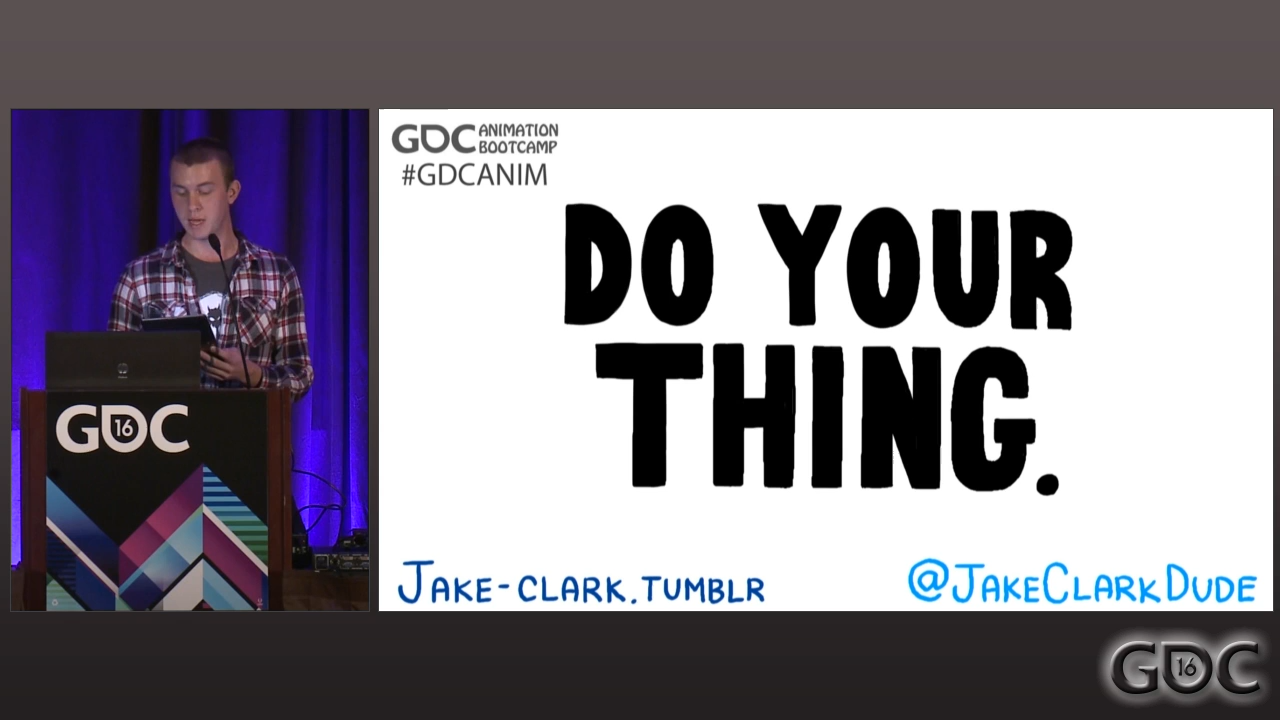 GDC ANIMATION
BOOTCAMP
#GDCANIM
DO YOUR
THING.
JAKE-CLARK.TUMBLR
@JAKECLARKDUDE
GDC
16
GDC
16